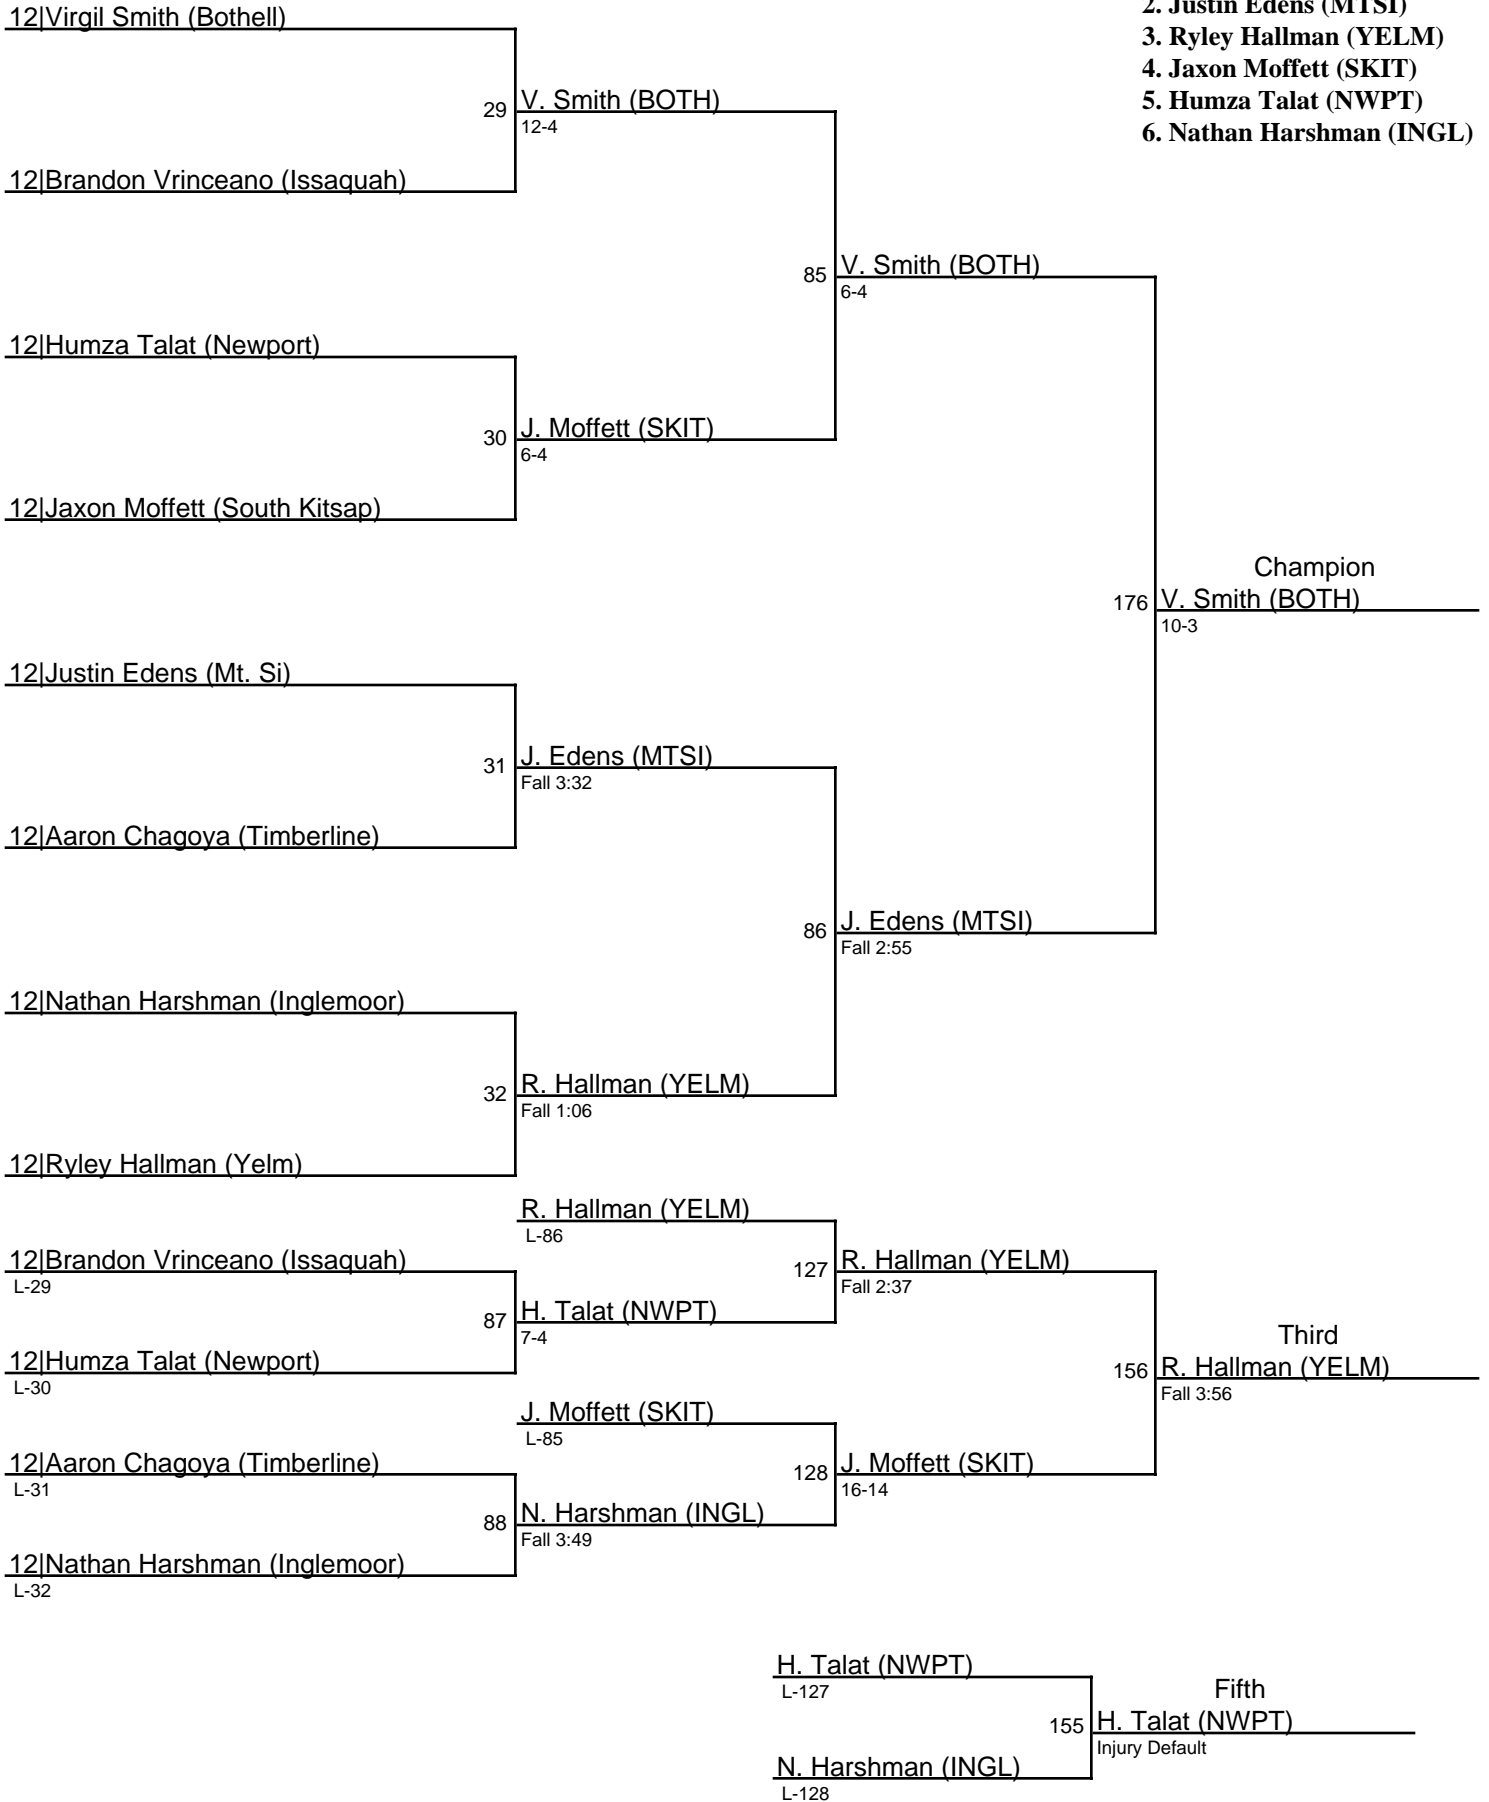 2. Justin Edens (MTSI)
3. Ryley Hallman (YELM)
4. Jaxon Moffett (SKIT)
5. Humza Talat (NWPT)
6. Nathan Harshman (INGL)
12|Virgil Smith (Bothell)
29
V. Smith (BOTH)
12-4
12|Brandon Vrinceano (Issaquah)
85
V. Smith (BOTH)
6-4
12|Humza Talat (Newport)
30
J. Moffett (SKIT)
6-4
12|Jaxon Moffett (South Kitsap)
Champion
176
V. Smith (BOTH)
10-3
12|Justin Edens (Mt. Si)
31
J. Edens (MTSI)
Fall 3:32
12|Aaron Chagoya (Timberline)
86
J. Edens (MTSI)
Fall 2:55
12|Nathan Harshman (Inglemoor)
32
R. Hallman (YELM)
Fall 1:06
12|Ryley Hallman (Yelm)
R. Hallman (YELM)
L-86
12|Brandon Vrinceano (Issaquah)
L-29
127
R. Hallman (YELM)
Fall 2:37
87
H. Talat (NWPT)
7-4
12|Humza Talat (Newport)
L-30
Third
156
R. Hallman (YELM)
Fall 3:56
J. Moffett (SKIT)
L-85
12|Aaron Chagoya (Timberline)
L-31
128
J. Moffett (SKIT)
16-14
88
N. Harshman (INGL)
Fall 3:49
12|Nathan Harshman (Inglemoor)
L-32
H. Talat (NWPT)
L-127
Fifth
155
H. Talat (NWPT)
Injury Default
N. Harshman (INGL)
L-128